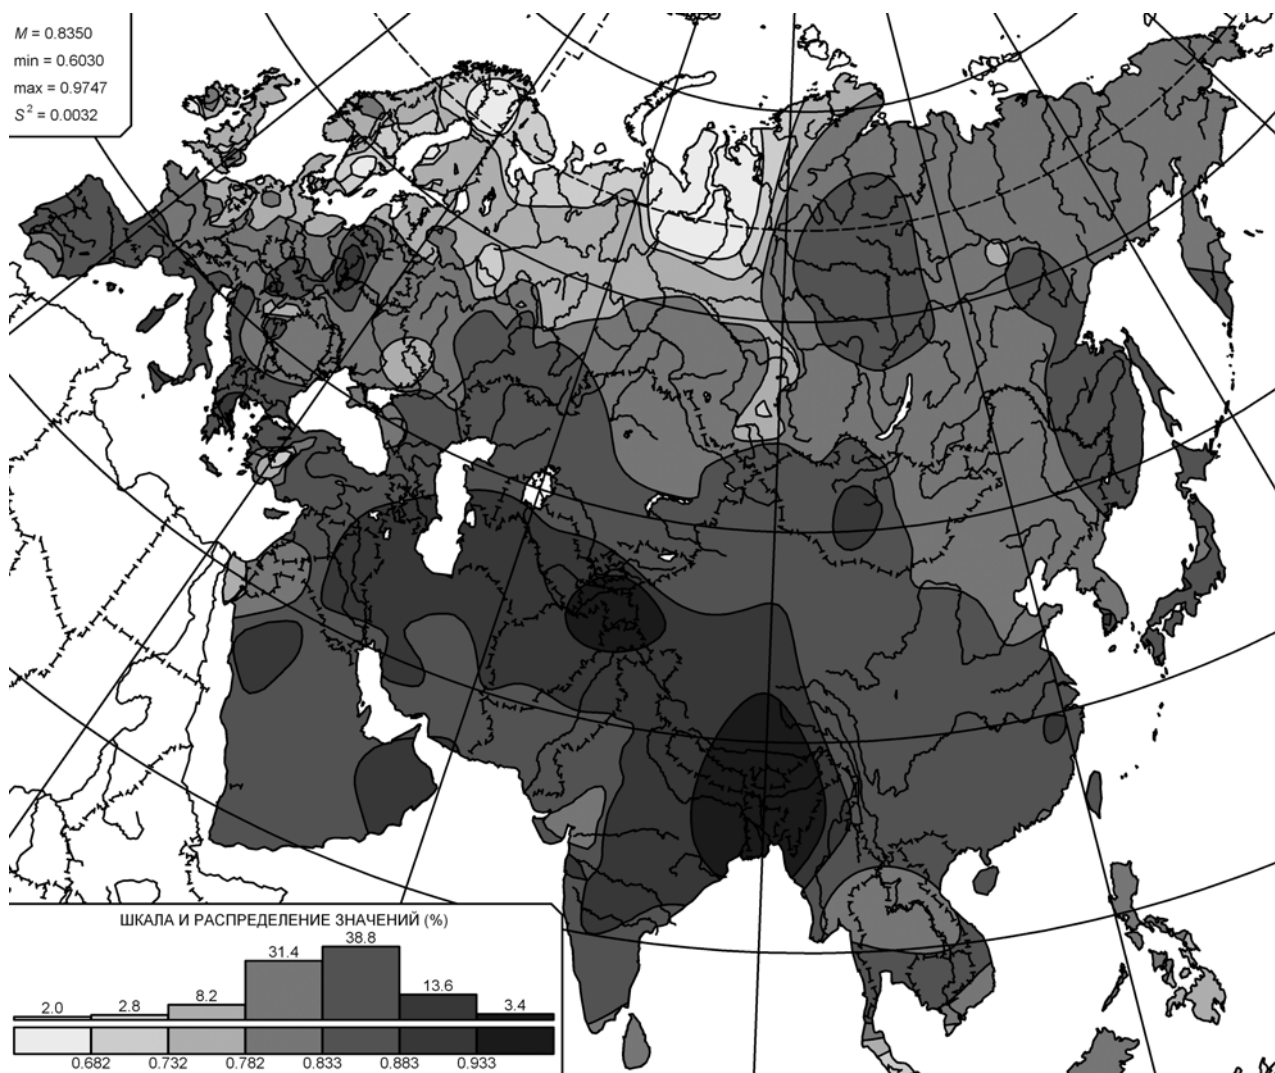 M = 0.8350
min = 0.6030
max = 0.9747
S² = 0.0032
ШКАЛА И РАСПРЕДЕЛЕНИЕ ЗНАЧЕНИЙ (%)
2.0 2.8 8.2 31.4 38.8 13.6 3.4
0.682 0.732 0.782 0.833 0.883 0.933